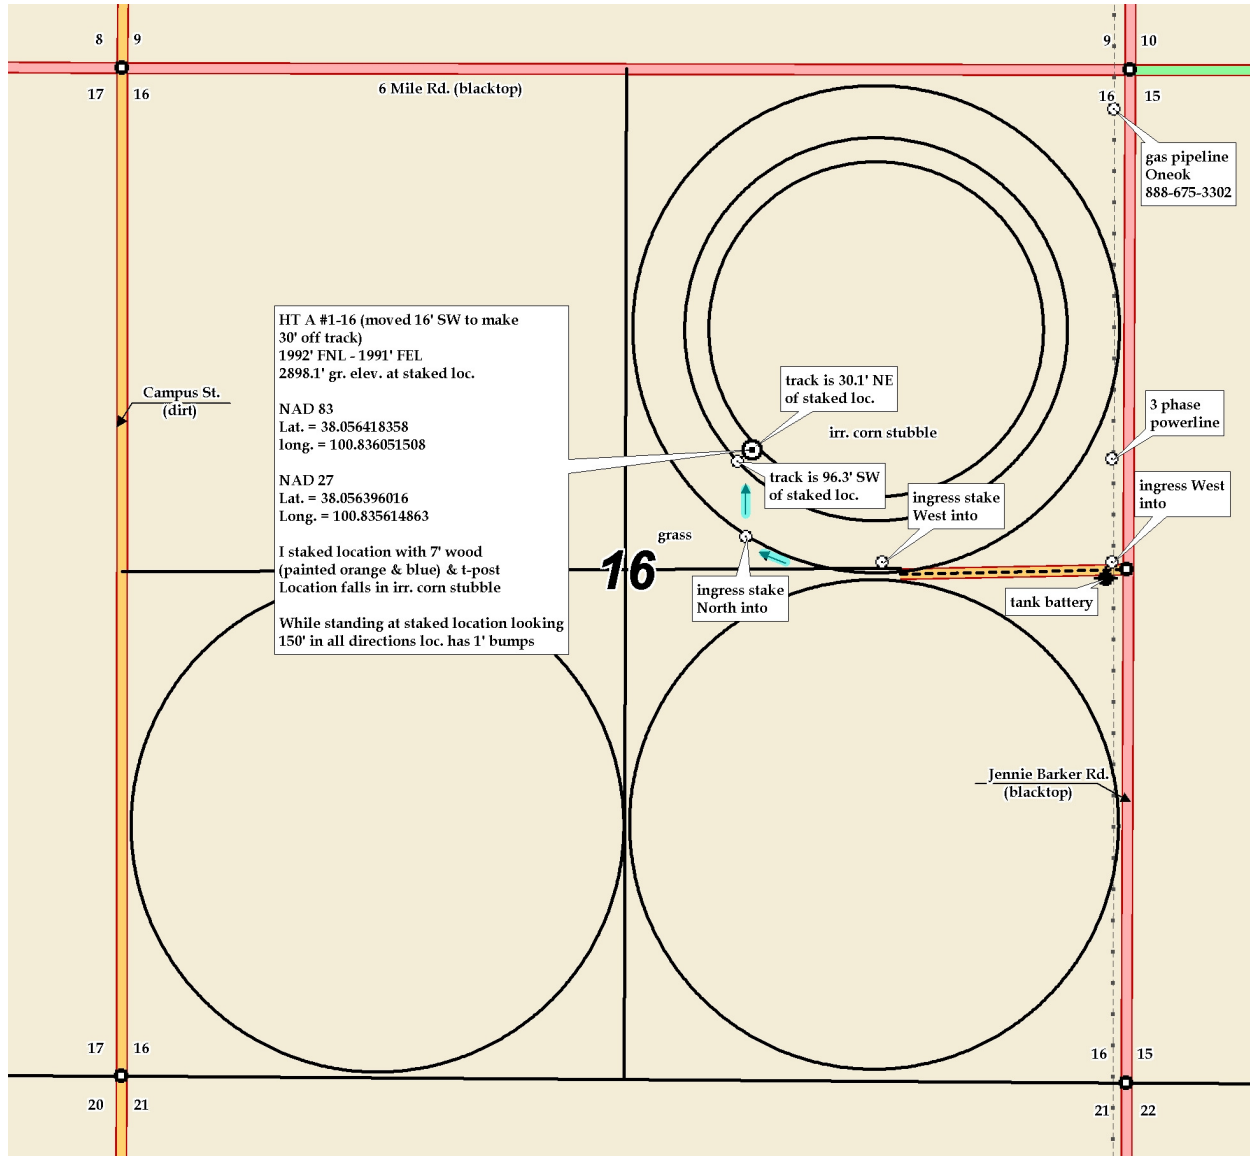 8 9
9 10
17 16
6 Mile Rd. (blacktop)
16 15
gas pipeline
Oneok
888-675-3302
HT A #1-16 (moved 16' SW to make
30' off track)
1992' FNL - 1991' FEL
2898.1' gr. elev. at staked loc.
NAD 83
Lat. = 38.056418358
long. = 100.836051508
NAD 27
Lat. = 38.056396016
Long. = 100.835614863
I staked location with 7' wood
(painted orange & blue) & t-post
Location falls in irr. corn stubble
While standing at staked location looking
150' in all directions loc. has 1' bumps
Campus St.
(dirt)
track is 30.1' NE
of staked loc.
irr. corn stubble
3 phase
powerline
track is 96.3' SW
of staked loc.
ingress stake
West into
ingress West
into
grass
16
ingress stake
North into
tank battery
Jennie Barker Rd.
(blacktop)
17 16
16 15
20 21
21 22